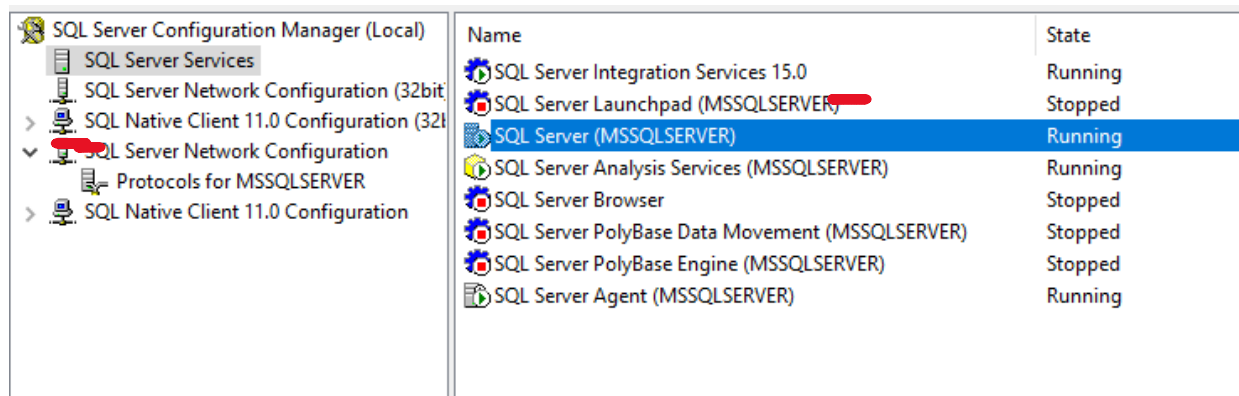 SQL Server Configuration Manager (Local)
SQL Server Services
SQL Server Network Configuration (32bit
SQL Native Client 11.0 Configuration (32b
SQL Server Network Configuration
Protocols for MSSQLSERVER
SQL Native Client 11.0 Configuration
Name State
SQL Server Integration Services 15.0 Running
SQL Server Launchpad (MSSQLSERVER) Stopped
SQL Server (MSSQLSERVER) Running
SQL Server Analysis Services (MSSQLSERVER) Running
SQL Server Browser Stopped
SQL Server PolyBase Data Movement (MSSQLSERVER) Stopped
SQL Server PolyBase Engine (MSSQLSERVER) Stopped
SQL Server Agent (MSSQLSERVER) Running